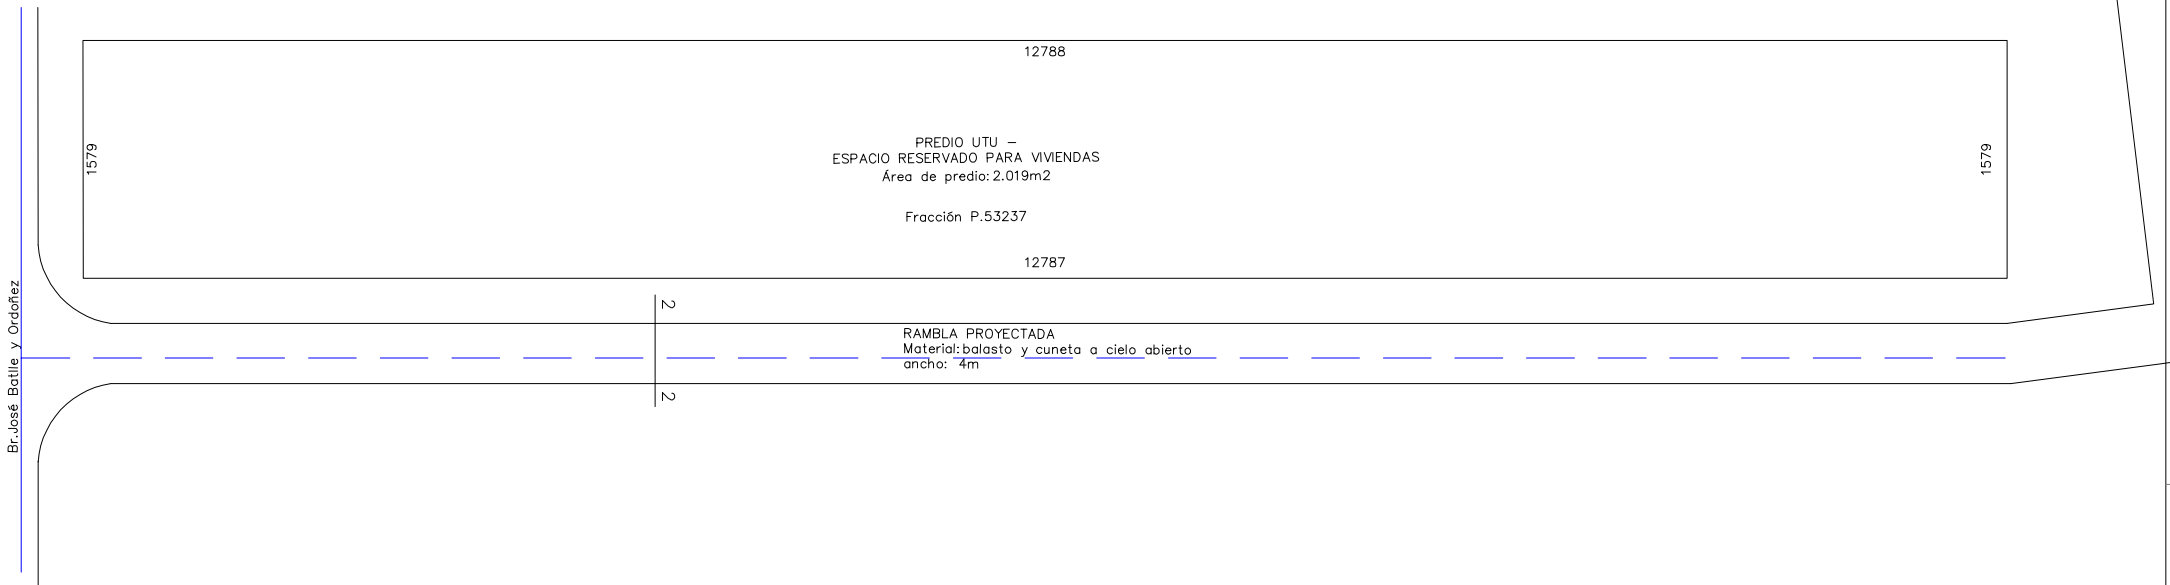 12788
1579
PREDIO UTU –
ESPACIO RESERVADO PARA VIVIENDAS
Área de predio: 2.019m2
Fracción P.53237
1579
12787
Br.José Batlle y Ordoñez
2
RAMBLA PROYECTADA
Material: balasto y cuneta a cielo abierto
ancho: 4m
2